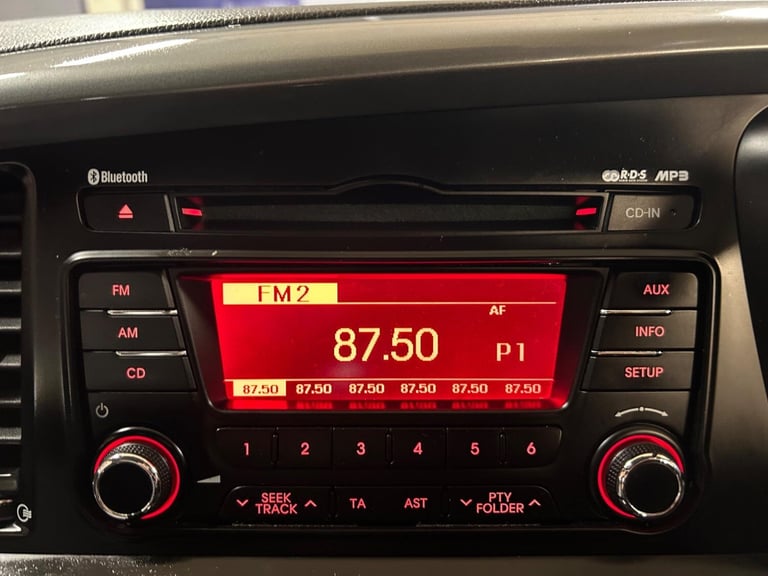 Bluetooth
R·D·S MP3
CD-IN
FM
AM
CD
FM2
AF
87.50
P1
87.50 87.50 87.50 87.50 87.50 87.50
AUX
INFO
SETUP
1 2 3 4 5 6
SEEK
TRACK
TA
AST
PTY
FOLDER